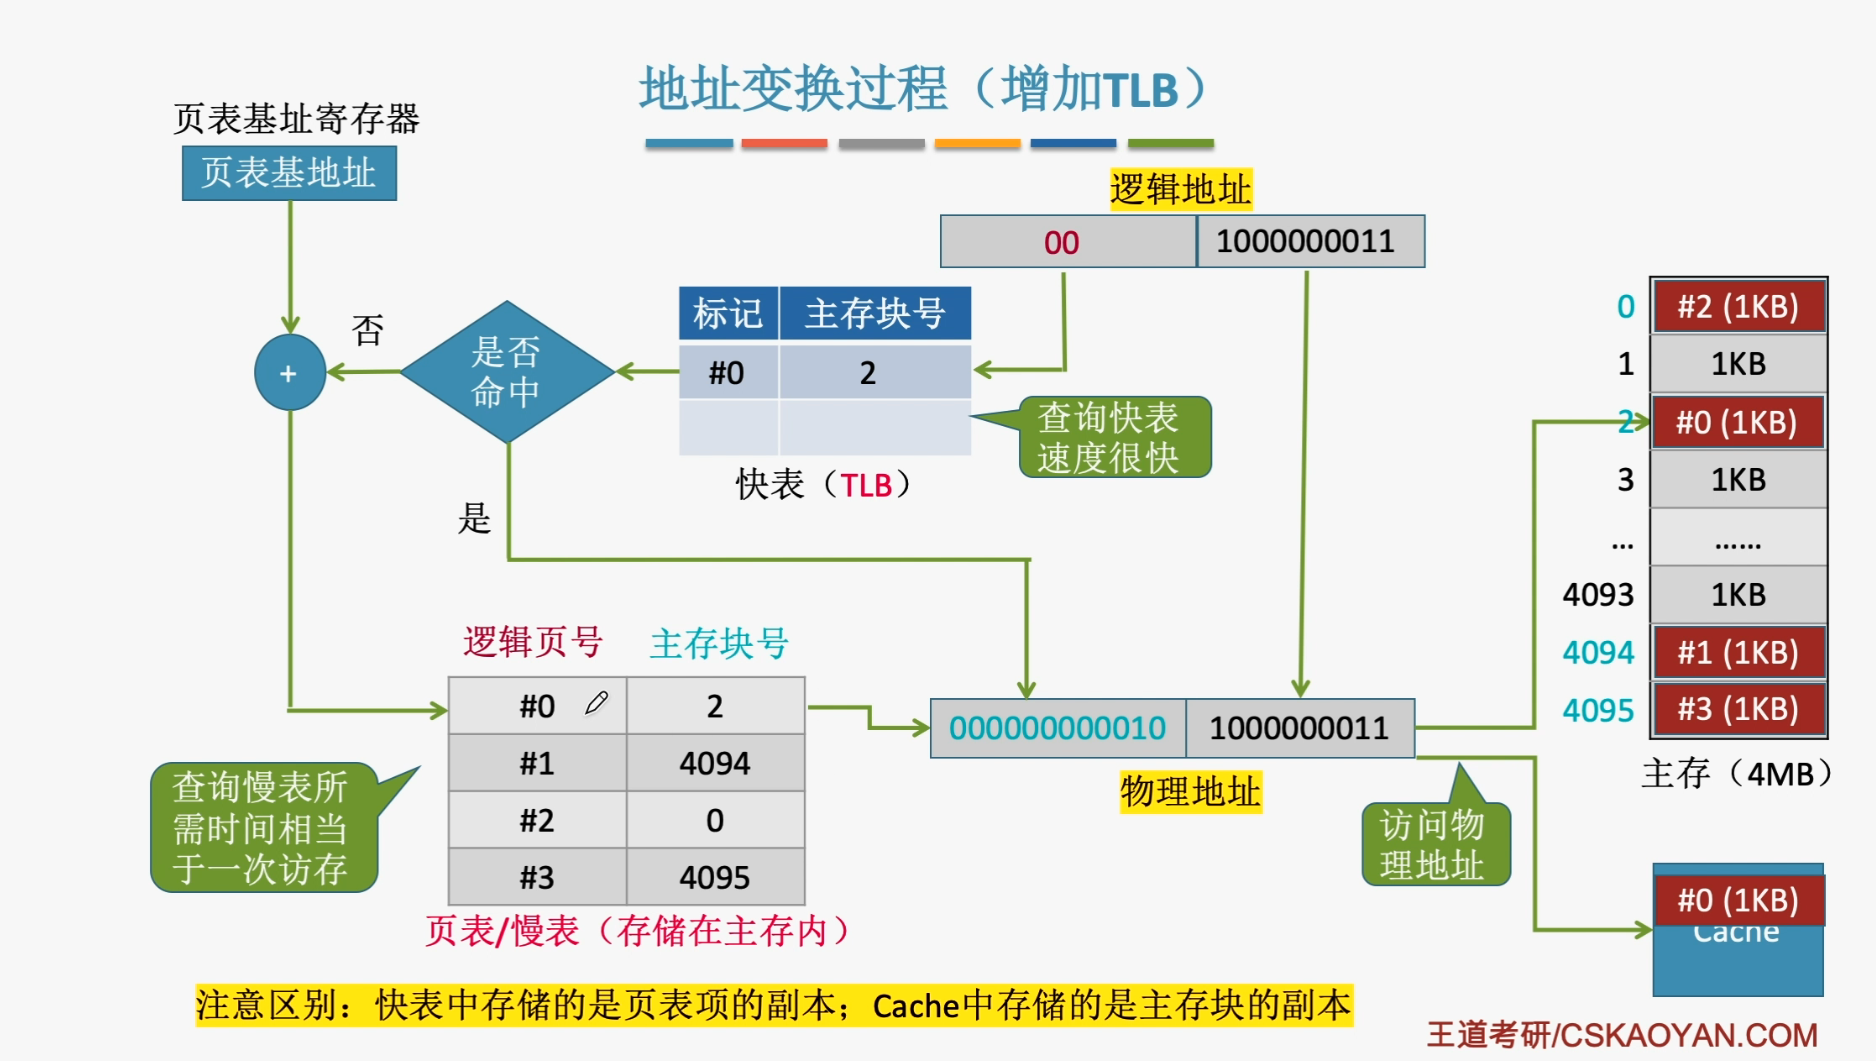 地址变换过程（增加TLB）
页表基址寄存器
页表基地址
逻辑地址
00 1000000011
标记 主存块号
#0 2
快表（TLB）
查询快表
速度很快
是否
命中
否
是
+
逻辑页号 主存块号
#0 2
#1 4094
#2 0
#3 4095
页表/慢表（存储在主存内）
查询慢表所
需时间相当
于一次访存
000000000010 1000000011
物理地址
访问物
理地址
0 #2 (1KB)
1 1KB
2 #0 (1KB)
3 1KB
... ......
4093 1KB
4094 #1 (1KB)
4095 #3 (1KB)
主存（4MB）
#0 (1KB)
Cache
注意区别：快表中存储的是页表项的副本；Cache中存储的是主存块的副本
王道考研/CSKAOYAN.COM